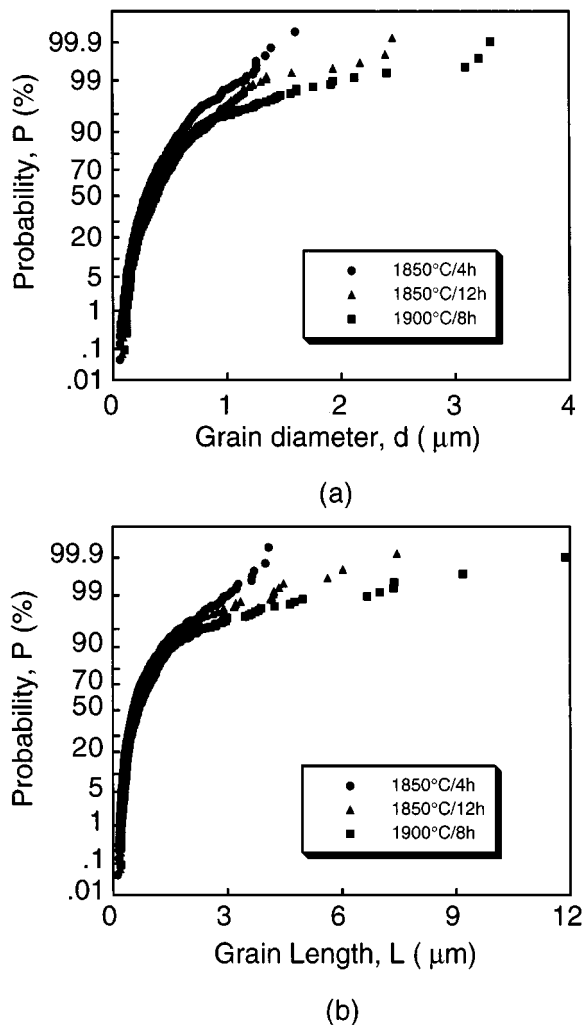 99.9
99
90
70
50
20
5
1
.1
.01
Probability, P (%)
1850°C/4h
1850°C/12h
1900°C/8h
0 1 2 3 4
Grain diameter, d ( μm)
(a)
99.9
99
90
70
50
20
5
1
.1
.01
Probability, P (%)
1850°C/4h
1850°C/12h
1900°C/8h
0 3 6 9 12
Grain Length, L ( μm)
(b)